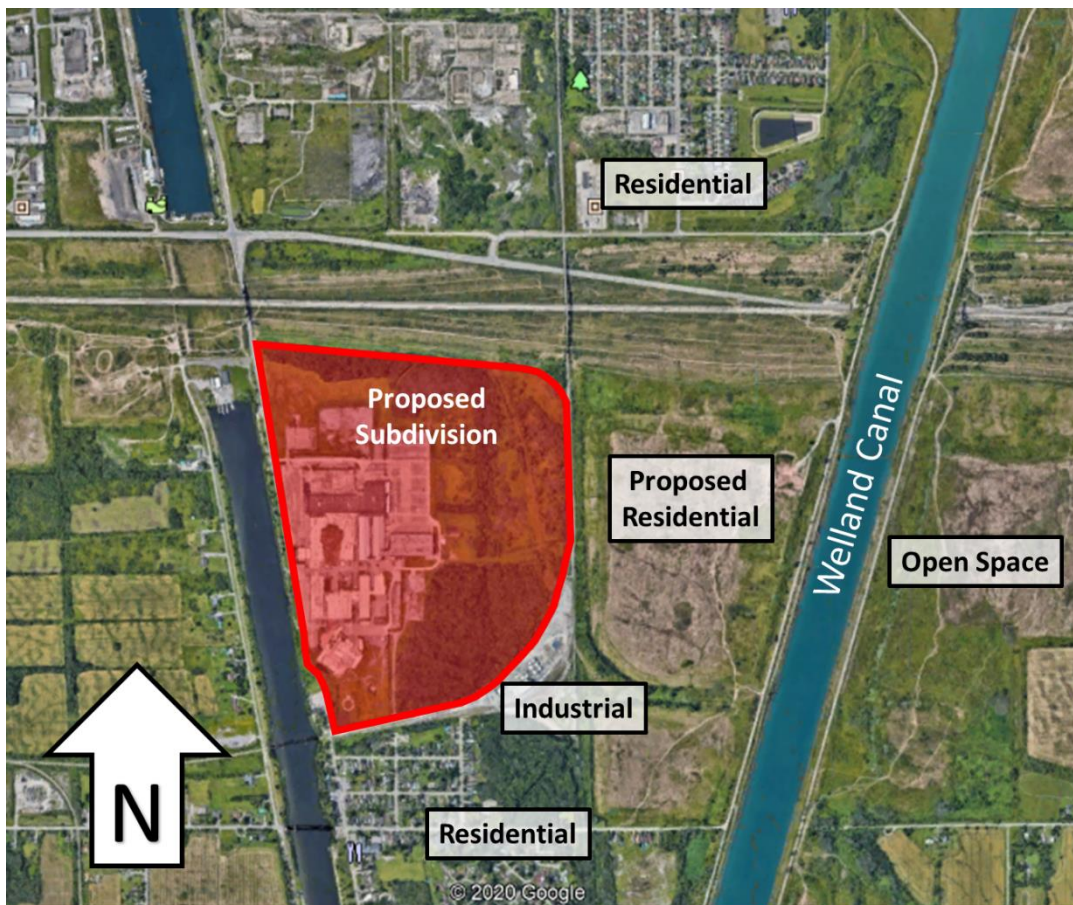 Residential
Proposed
Subdivision
Proposed
Residential
Welland Canal
Open Space
Industrial
Residential
N
© 2020 Google